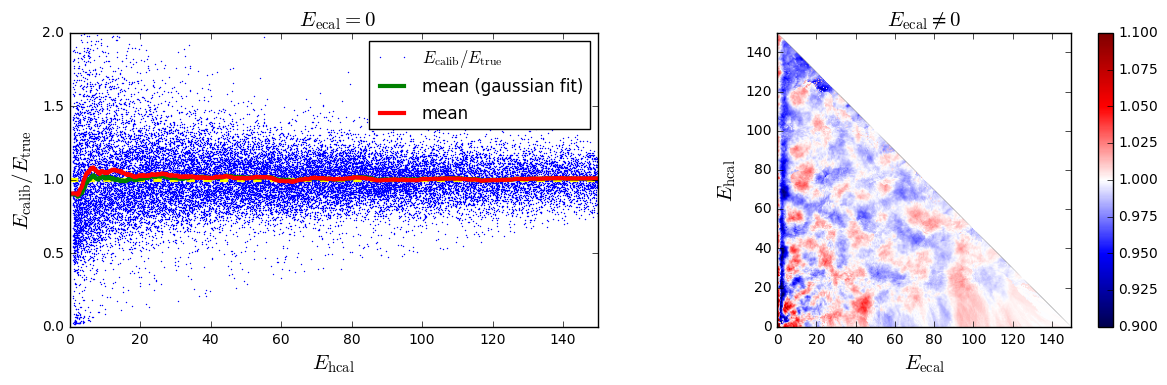 E_ecal = 0
2.0
1.5
1.0
0.5
0.0
E_calib/E_true
E_calib/E_true
mean (gaussian fit)
mean
0 20 40 60 80 100 120 140
E_hcal
E_ecal ≠ 0
140
120
100
80
60
40
20
0
E_hcal
0 20 40 60 80 100 120 140
E_ecal
1.100
1.075
1.050
1.025
1.000
0.975
0.950
0.925
0.900